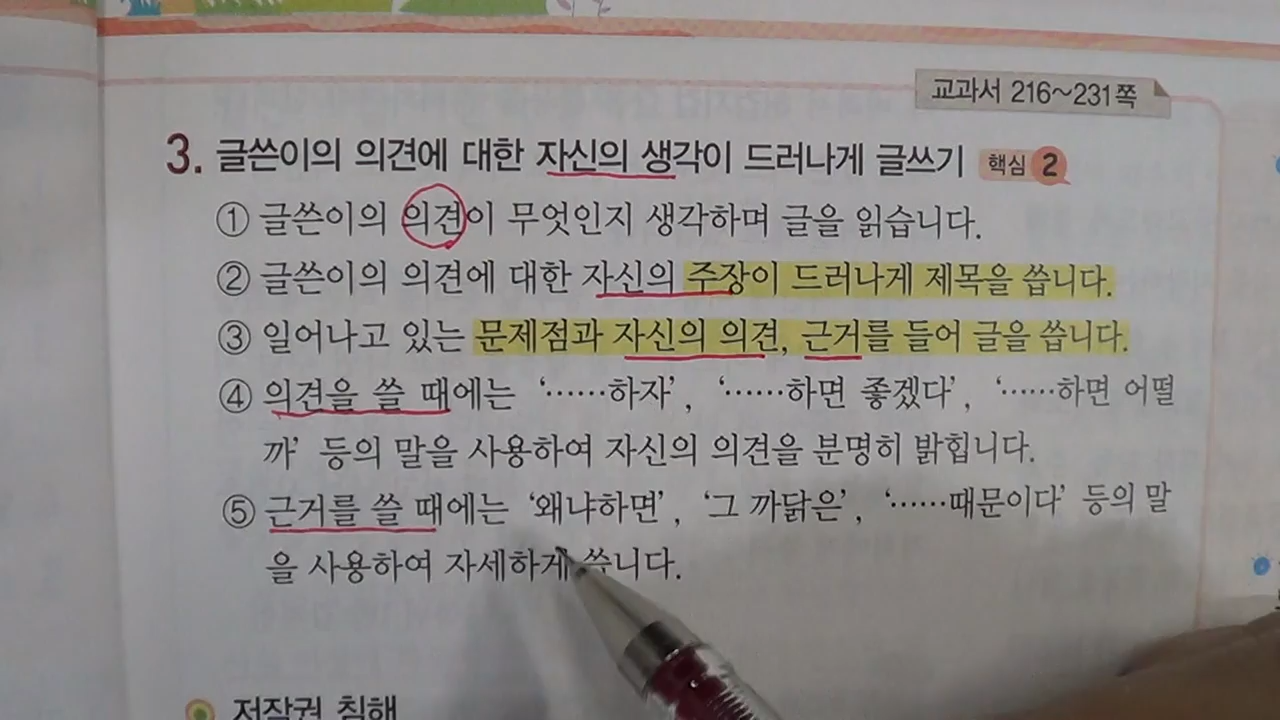 교과서 216~231쪽
3. 글쓴이의 의견에 대한 자신의 생각이 드러나게 글쓰기 핵심 2
① 글쓴이의 의견이 무엇인지 생각하며 글을 읽습니다.
② 글쓴이의 의견에 대한 자신의 주장이 드러나게 제목을 씁니다.
③ 일어나고 있는 문제점과 자신의 의견, 근거를 들어 글을 씁니다.
④ 의견을 쓸 때에는 ‘……하자’, ‘……하면 좋겠다’, ‘……하면 어떨
까’ 등의 말을 사용하여 자신의 의견을 분명히 밝힙니다.
⑤ 근거를 쓸 때에는 ‘왜냐하면’, ‘그 까닭은’, ‘……때문이다’ 등의 말
을 사용하여 자세하게 씁니다.
저작권 침해